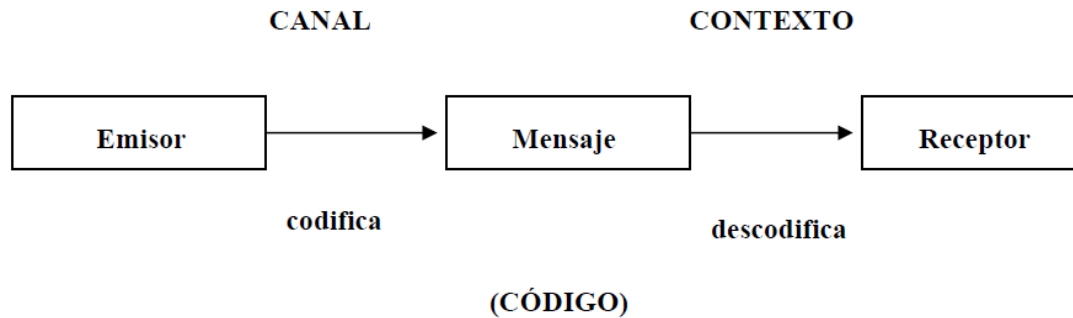 CANAL CONTEXTO
Emisor Mensaje Receptor
codifica descodifica
(CÓDIGO)